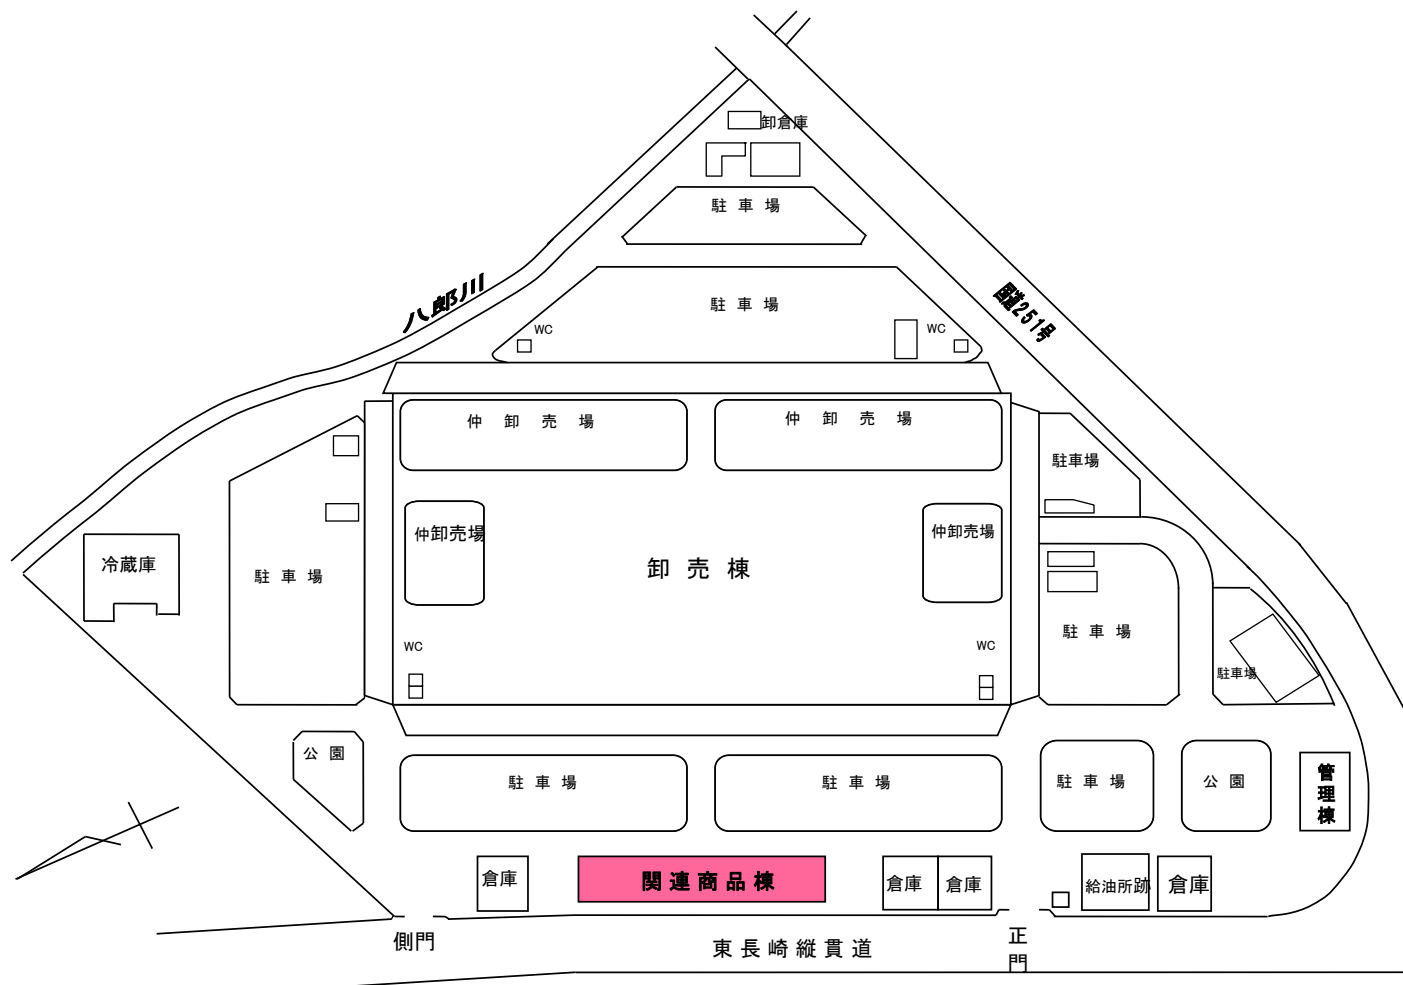 卸倉庫
駐車場
八郎川
国道251号
駐車場
WC
WC
仲卸売場
仲卸売場
駐車場
仲卸売場
仲卸売場
冷蔵庫
卸売棟
駐車場
駐車場
WC
WC
駐車場
公園
駐車場
駐車場
駐車場
公園
管理棟
倉庫
関連商品棟
倉庫
倉庫
給油所跡
倉庫
側門
東長崎縦貫道
正門